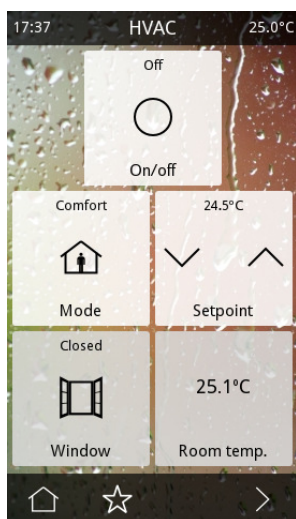 17:37 HVAC 25.0°C
Off
On/off
Comfort
Mode
24.5°C
Setpoint
Closed
Window
25.1°C
Room temp.